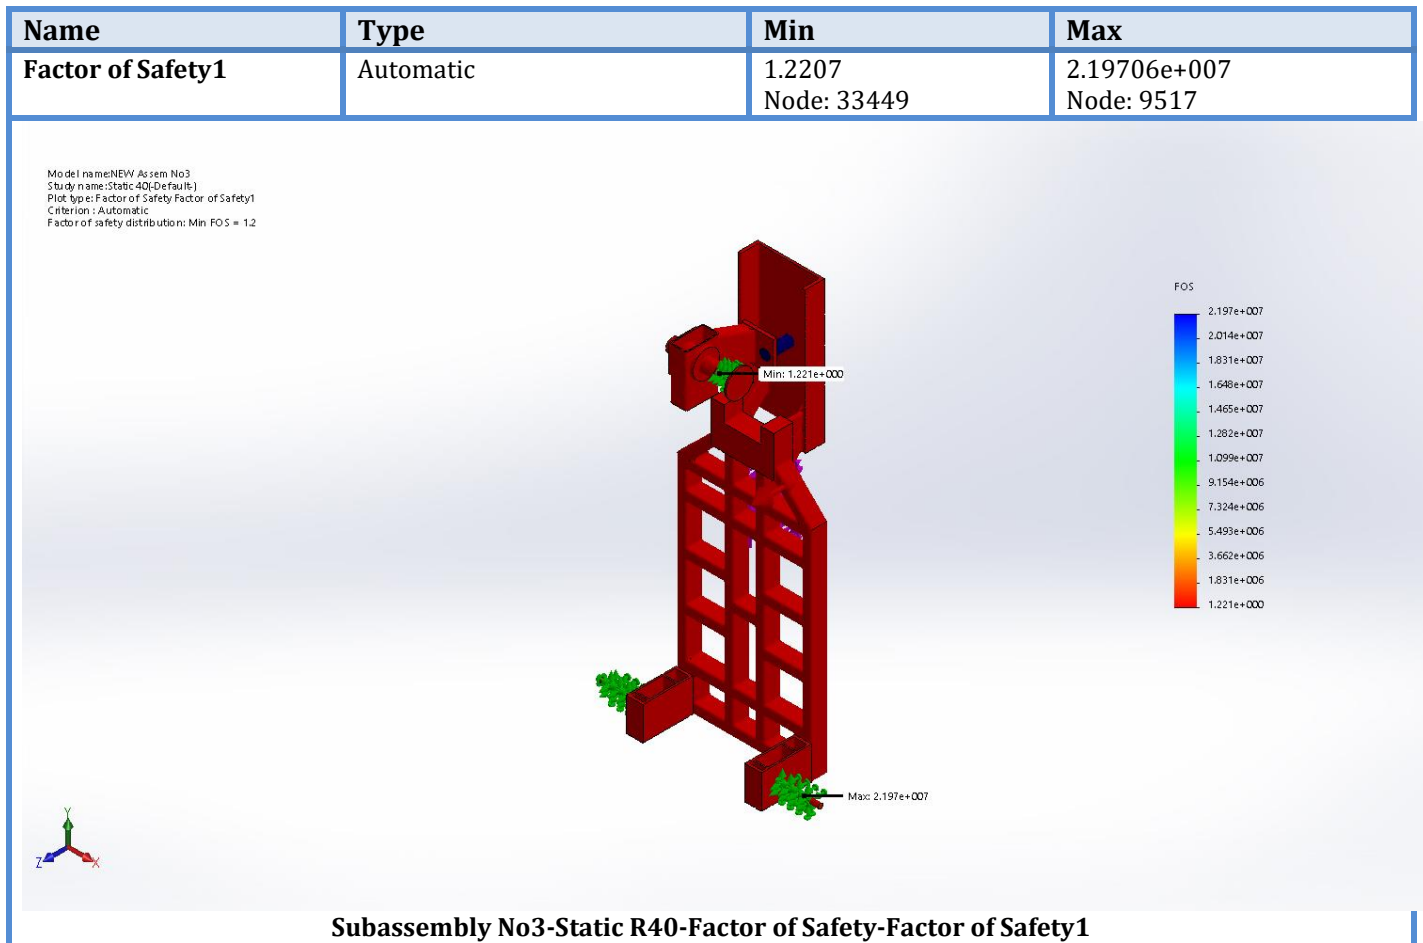 Name Type Min Max
Factor of Safety1 Automatic 1.2207 2.19706e+007
Node: 33449 Node: 9517
Model name:NEW Assem No3
Study name:Static 40(-Default-)
Plot type: Factor of Safety Factor of Safety1
Criterion : Automatic
Factor of safety distribution: Min FOS = 1.2
FOS
2.197e+007
2.014e+007
1.831e+007
1.648e+007
1.465e+007
1.282e+007
1.099e+007
9.154e+006
7.324e+006
5.493e+006
3.662e+006
1.831e+006
1.221e+000
Min: 1.221e+000
Max: 2.197e+007
Y
Z
X
Subassembly No3-Static R40-Factor of Safety-Factor of Safety1